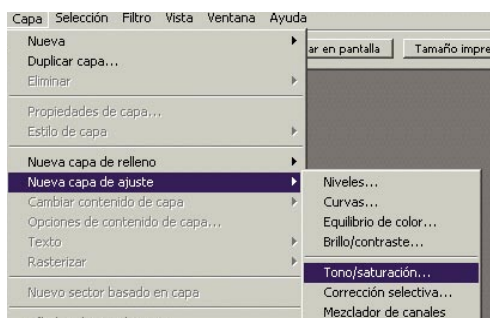 Capa Selección Filtro Vista Ventana Ayuda
Nueva
ar en pantalla Tamaño impre
Duplicar capa...
Eliminar
Propiedades de capa...
Estilo de capa
Nueva capa de relleno
Nueva capa de ajuste
Niveles...
Cambiar contenido de capa
Curvas...
Opciones de contenido de capa...
Equilibrio de color...
Texto
Brillo/contraste...
Rasterizar
Tono/saturación...
Nuevo sector basado en capa
Corrección selectiva...
Mezclador de canales